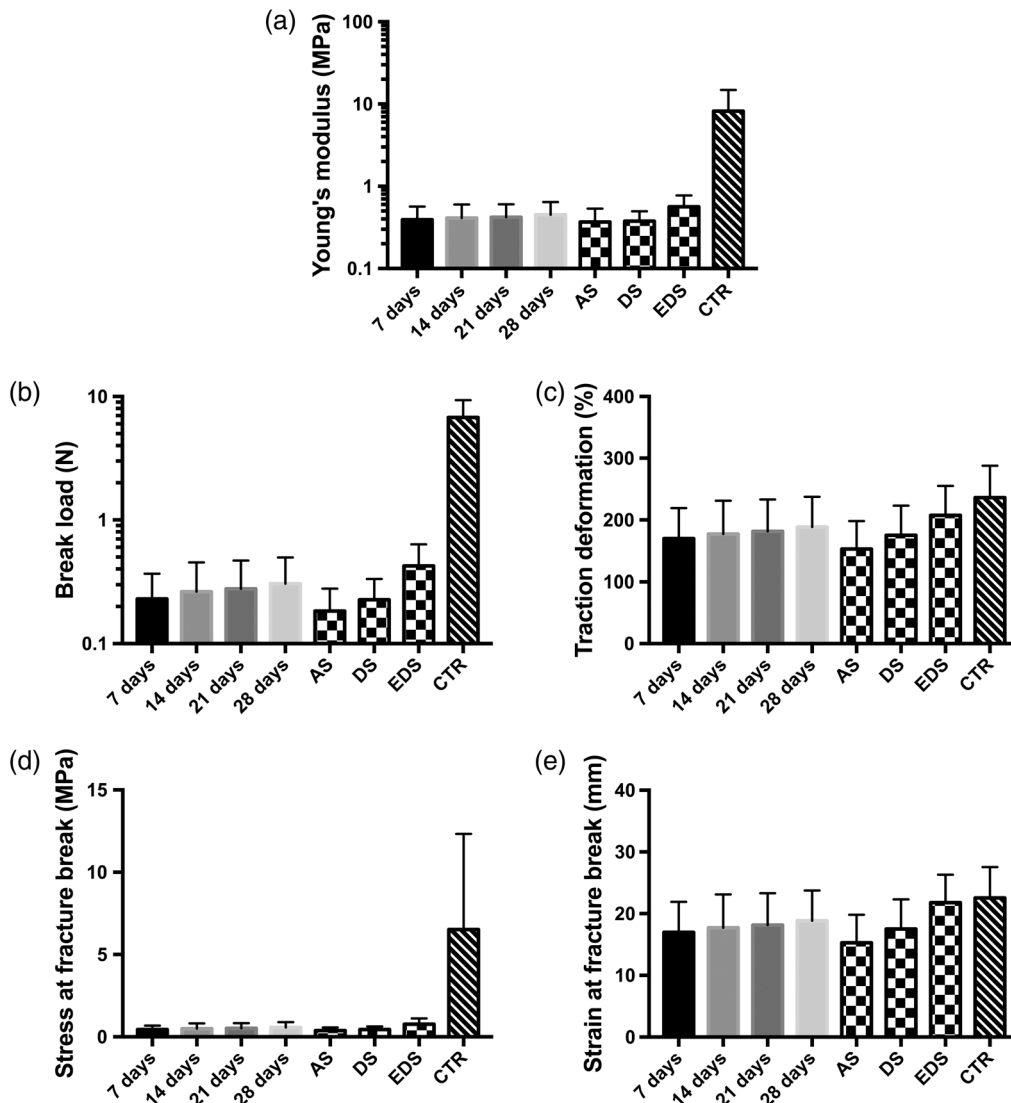 (a)
Young's modulus (MPa)
100
10
1
0.1
7 days
14 days
21 days
28 days
AS
DS
EDS
CTR
(b)
Break load (N)
10
1
0.1
7 days
14 days
21 days
28 days
AS
DS
EDS
CTR
(c)
Traction deformation (%)
400
300
200
100
0
7 days
14 days
21 days
28 days
AS
DS
EDS
CTR
(d)
Stress at fracture break (MPa)
15
10
5
0
7 days
14 days
21 days
28 days
AS
DS
EDS
CTR
(e)
Strain at fracture break (mm)
40
30
20
10
0
7 days
14 days
21 days
28 days
AS
DS
EDS
CTR